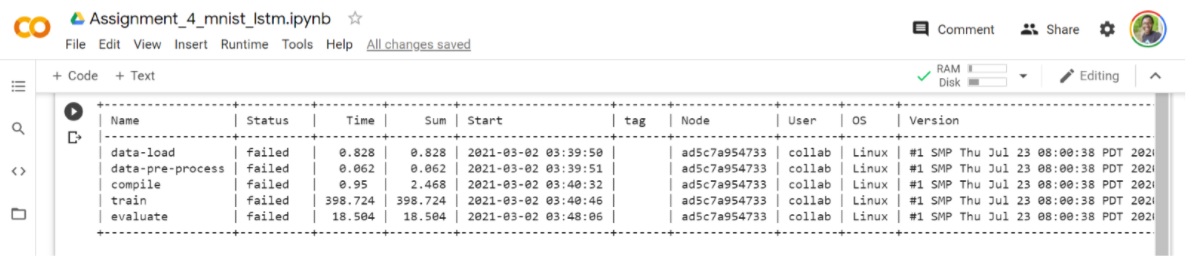 Assignment_4_mnist_lstm.ipynb
File Edit View Insert Runtime Tools Help All changes saved
Comment Share
+ Code + Text
RAM
Disk
Editing
| Name | Status | Time | Sum | Start | tag | Node | User | OS | Version
| data-load | failed | 0.828 | 0.828 | 2021-03-02 03:39:50 | | ad5c7a954733 | collab | Linux | #1 SMP Thu Jul 23 08:00:38 PDT 202
| data-pre-process | failed | 0.062 | 0.062 | 2021-03-02 03:39:51 | | ad5c7a954733 | collab | Linux | #1 SMP Thu Jul 23 08:00:38 PDT 202
| compile | failed | 0.95 | 2.468 | 2021-03-02 03:40:32 | | ad5c7a954733 | collab | Linux | #1 SMP Thu Jul 23 08:00:38 PDT 202
| train | failed | 398.724 | 398.724 | 2021-03-02 03:40:46 | | ad5c7a954733 | collab | Linux | #1 SMP Thu Jul 23 08:00:38 PDT 202
| evaluate | failed | 18.504 | 18.504 | 2021-03-02 03:48:06 | | ad5c7a954733 | collab | Linux | #1 SMP Thu Jul 23 08:00:38 PDT 202